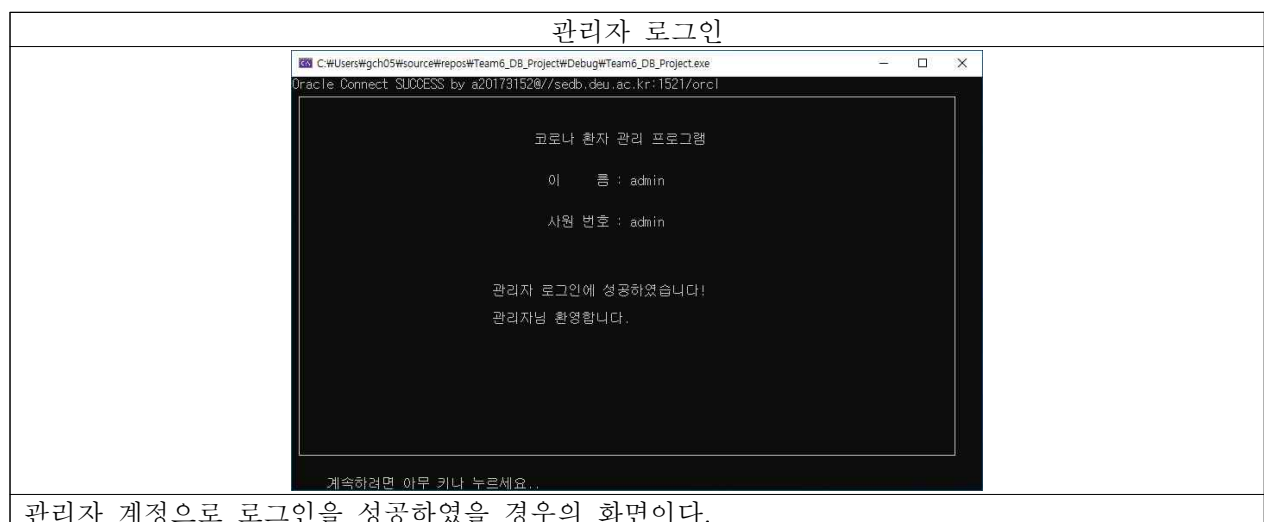 관리자 로그인
C:₩Users₩gch05₩source₩repos₩Team6_DB_Project₩Debug₩Team6_DB_Project.exe
Oracle Connect SUCCESS by a20173152@//sedb.deu.ac.kr:1521/orcl
코로나 환자 관리 프로그램
이 름 : admin
사원 번호 : admin
관리자 로그인에 성공하였습니다!
관리자님 환영합니다.
계속하려면 아무 키나 누르세요..
관리자 계정으로 로그인을 성공하였을 경우의 화면이다.